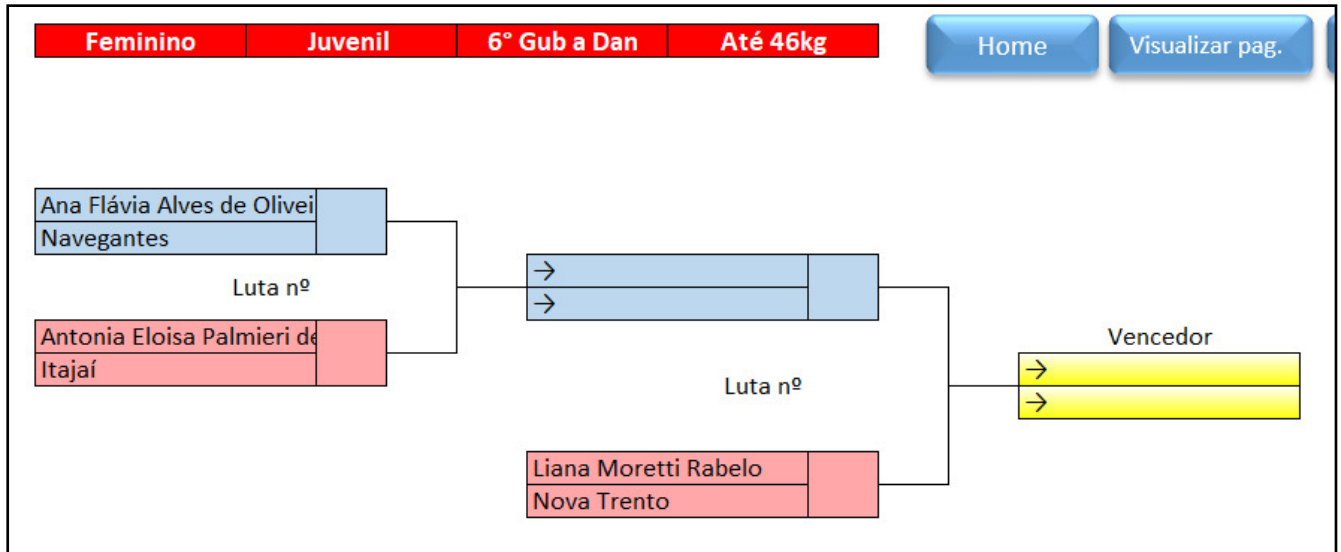 Feminino Juvenil 6° Gub a Dan Até 46kg Home Visualizar pag.
Ana Flávia Alves de Olivei
Navegantes
Luta nº
Antonia Eloisa Palmieri de
Itajaí
→
→
Luta nº
Liana Moretti Rabelo
Nova Trento
Vencedor
→
→